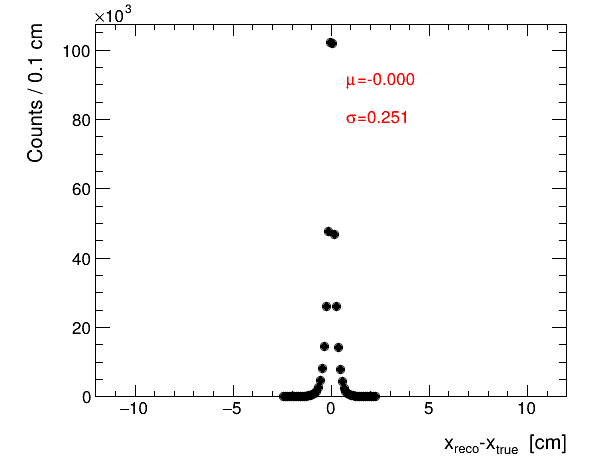 ×10³
Counts / 0.1 cm
100
80
60
40
20
0
μ=-0.000
σ=0.251
−10 −5 0 5 10
x_reco-x_true [cm]